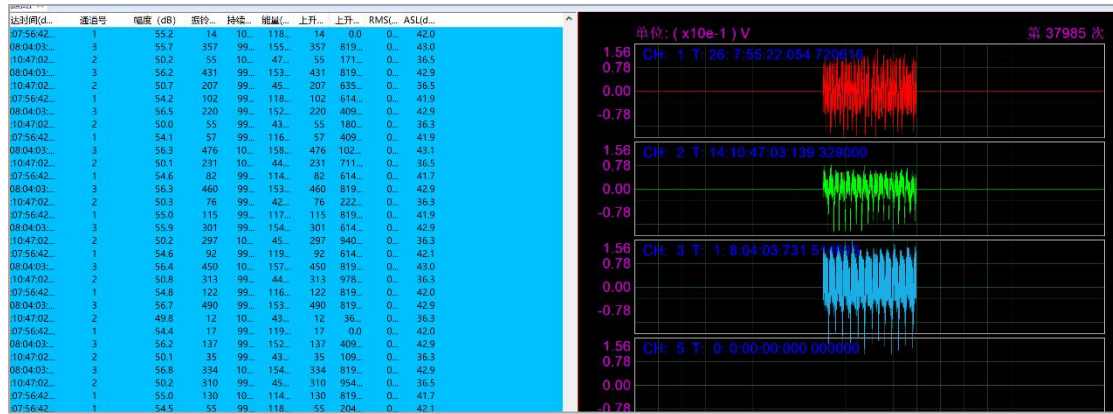 达时间(d... 通道号 幅度 (dB) 振铃... 持续... 能量(... 上升... 上升... RMS(... ASL(d...
:07:56:42... 1 55.2 14 10... 118... 14 0.0 0... 42.0
08:04:03:... 3 55.7 357 99... 155... 357 819... 0... 43.0
:10:47:02... 2 50.2 55 10... 47... 55 171... 0... 36.5
08:04:03:... 3 56.2 431 99... 153... 431 819... 0... 42.9
:10:47:02... 2 50.7 207 99... 45... 207 635... 0... 36.5
:07:56:42... 1 54.2 102 99... 118... 102 614... 0... 41.9
08:04:03:... 3 56.5 220 99... 152... 220 409... 0... 42.9
:10:47:02... 2 50.0 55 99... 43... 55 180... 0... 36.3
:07:56:42... 1 54.1 57 99... 116... 57 409... 0... 41.9
08:04:03:... 3 56.3 476 10... 158... 476 102... 0... 43.1
:10:47:02... 2 50.1 231 10... 44... 231 711... 0... 36.5
:07:56:42... 1 54.6 82 99... 114... 82 614... 0... 41.7
08:04:03:... 3 56.3 460 99... 153... 460 819... 0... 42.9
:10:47:02... 2 50.3 76 99... 42... 76 222... 0... 36.3
:07:56:42... 1 55.0 115 99... 117... 115 819... 0... 41.9
08:04:03:... 3 55.9 301 99... 154... 301 614... 0... 42.9
:10:47:02... 2 50.2 297 10... 45... 297 940... 0... 36.3
:07:56:42... 1 54.6 92 99... 119... 92 614... 0... 42.1
08:04:03:... 3 56.4 450 10... 157... 450 819... 0... 43.0
:10:47:02... 2 50.8 313 99... 44... 313 978... 0... 36.3
:07:56:42... 1 54.8 122 99... 116... 122 819... 0... 42.0
08:04:03:... 3 56.7 490 99... 153... 490 819... 0... 42.9
:10:47:02... 2 49.8 12 10... 43... 12 36... 0... 36.3
:07:56:42... 1 54.4 17 99... 119... 17 0.0 0... 42.0
08:04:03:... 3 56.2 137 99... 152... 137 409... 0... 42.9
:10:47:02... 2 50.1 35 99... 43... 35 109... 0... 36.3
08:04:03:... 3 56.8 334 10... 154... 334 819... 0... 42.9
:10:47:02... 2 50.2 310 99... 45... 310 954... 0... 36.5
:07:56:42... 1 55.0 130 10... 114... 130 819... 0... 41.7
:07:56:42... 1 54.5 55 99... 118... 55 204... 0... 42.1
单位: ( x10e-1 ) V 第 37985 次
1.56 CH: 1 T: 26: 7:55:22:054 720616
0.78
0.00
-0.78
1.56 CH: 2 T: 14:10:47:03:139 329000
0.78
0.00
-0.78
1.56 CH: 3 T: 1: 8:04:03:731
0.78
0.00
-0.78
1.56 CH: 5 T: 0: 0:00:00:000 000000
0.78
0.00
-0.78